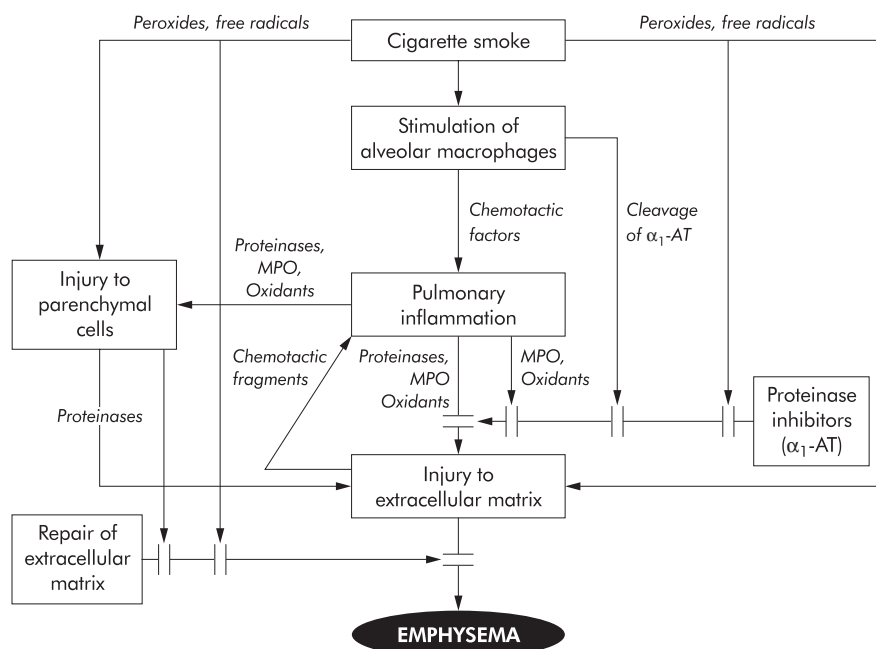 Peroxides, free radicals
Cigarette smoke
Peroxides, free radicals
Stimulation of
alveolar macrophages
Chemotactic
factors
Cleavage
of α₁-AT
Proteinases,
MPO,
Oxidants
Injury to
parenchymal
cells
Pulmonary
inflammation
Chemotactic
fragments
Proteinases,
MPO
Oxidants
MPO,
Oxidants
Proteinases
Proteinase
inhibitors
(α₁-AT)
Injury to
extracellular matrix
Repair of
extracellular
matrix
EMPHYSEMA